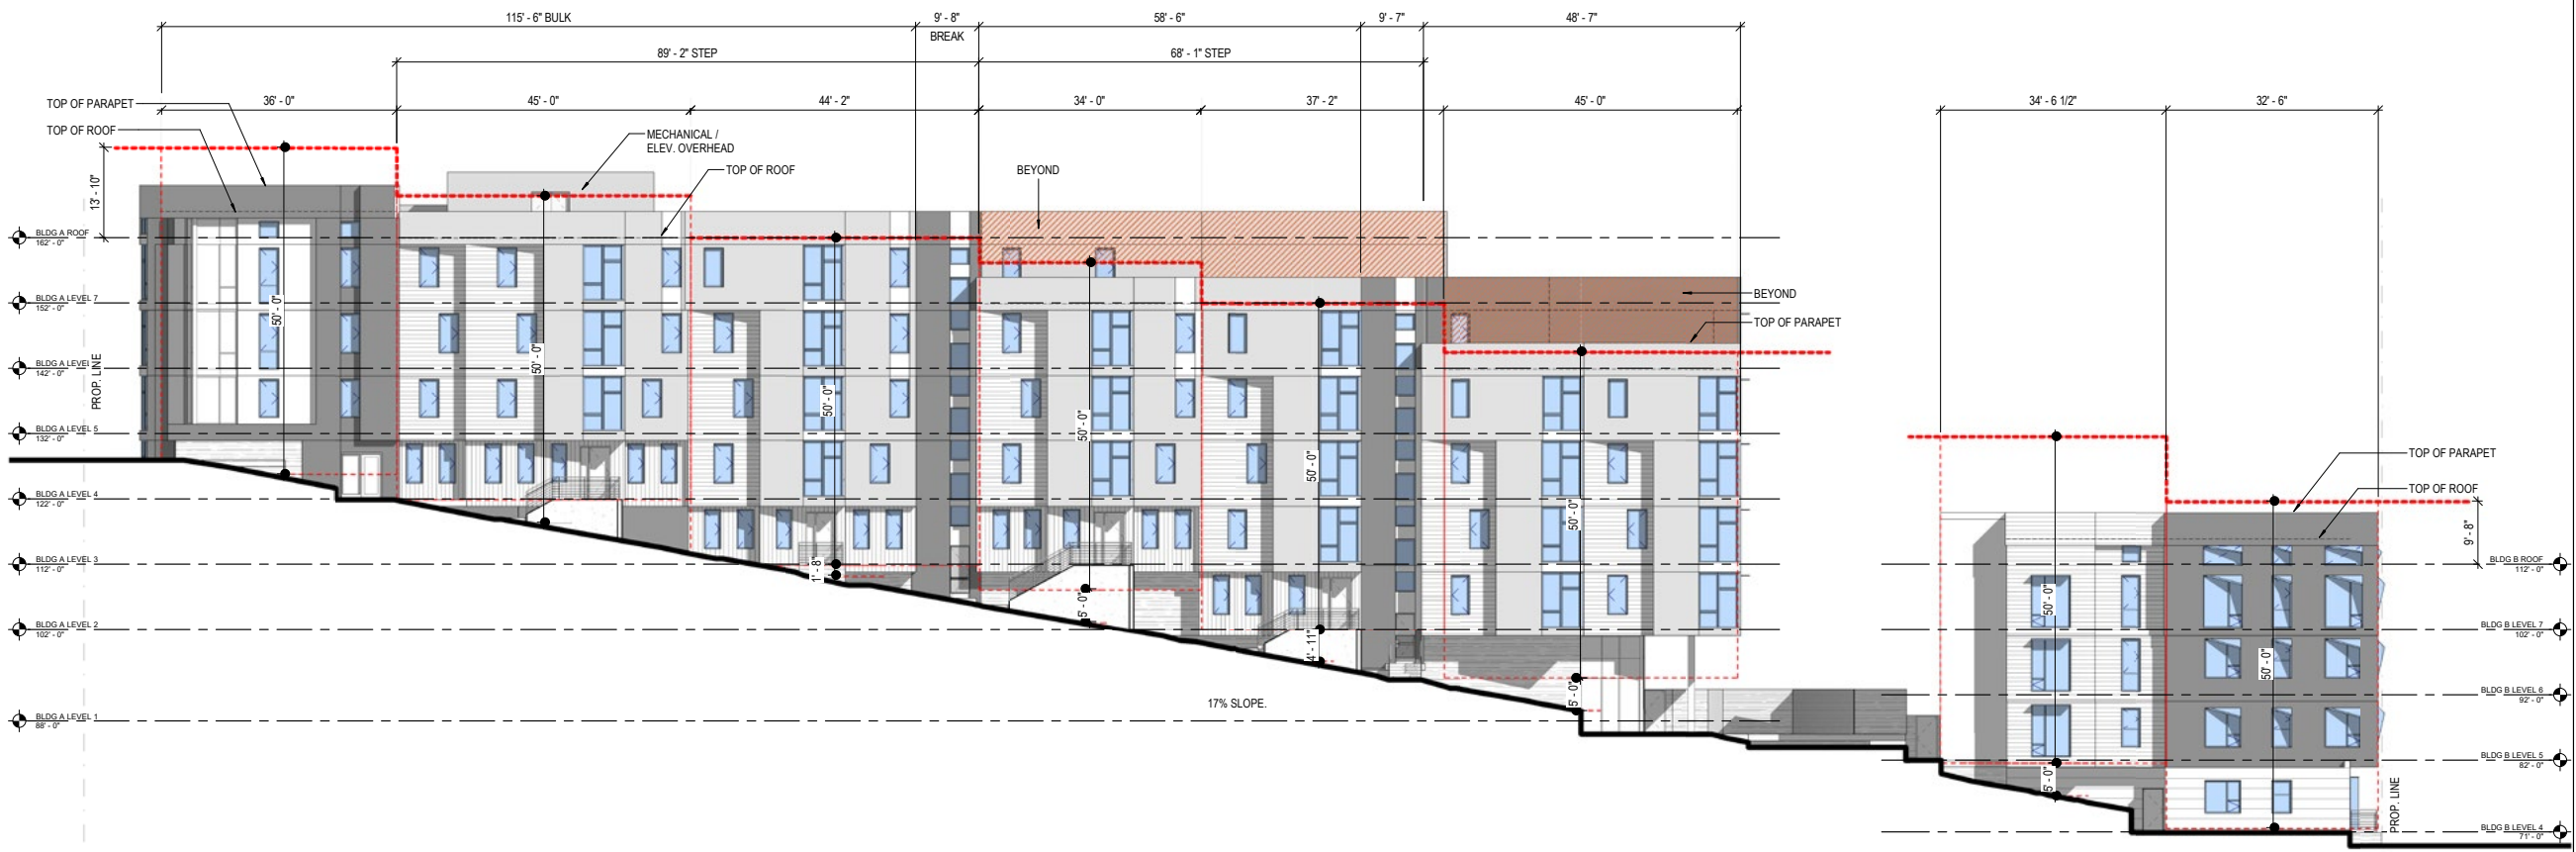 115' - 6" BULK
9' - 8"
BREAK
58' - 6"
9' - 7"
48' - 7"
89' - 2" STEP
68' - 1" STEP
36' - 0"
45' - 0"
44' - 2"
34' - 0"
37' - 2"
45' - 0"
34' - 6 1/2"
32' - 6"
TOP OF PARAPET
TOP OF ROOF
MECHANICAL /
ELEV. OVERHEAD
TOP OF ROOF
BEYOND
BEYOND
TOP OF PARAPET
TOP OF PARAPET
TOP OF ROOF
13' - 10"
9' - 8"
BLDG A ROOF
162' - 0"
BLDG A LEVEL 7
152' - 0"
BLDG A LEVEL
142' - 0"
BLDG A LEVEL 5
132' - 0"
BLDG A LEVEL 4
122' - 0"
BLDG A LEVEL 3
112' - 0"
BLDG A LEVEL 2
102' - 0"
BLDG A LEVEL 1
88' - 0"
PROP. LINE
50' - 0"
50' - 0"
50' - 0"
1' - 8"
50' - 0"
5' - 0"
50' - 0"
4' - 11"
50' - 0"
5' - 0"
17% SLOPE.
50' - 0"
5' - 0"
50' - 0"
BLDG B ROOF
112' - 0"
BLDG B LEVEL 7
102' - 0"
BLDG B LEVEL 6
92' - 0"
BLDG B LEVEL 5
82' - 0"
BLDG B LEVEL 4
71' - 0"
PROP. LINE